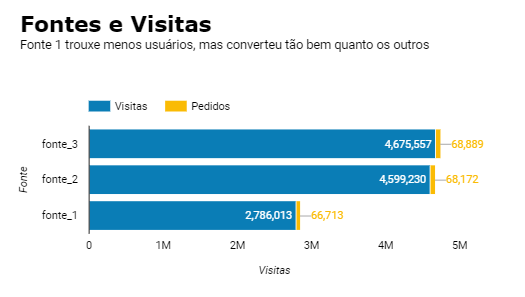 Fontes e Visitas
Fonte 1 trouxe menos usuários, mas converteu tão bem quanto os outros
Visitas Pedidos
fonte_3 4,675,557 68,889
fonte_2 4,599,230 68,172
fonte_1 2,786,013 66,713
Fonte
0 1M 2M 3M 4M 5M
Visitas